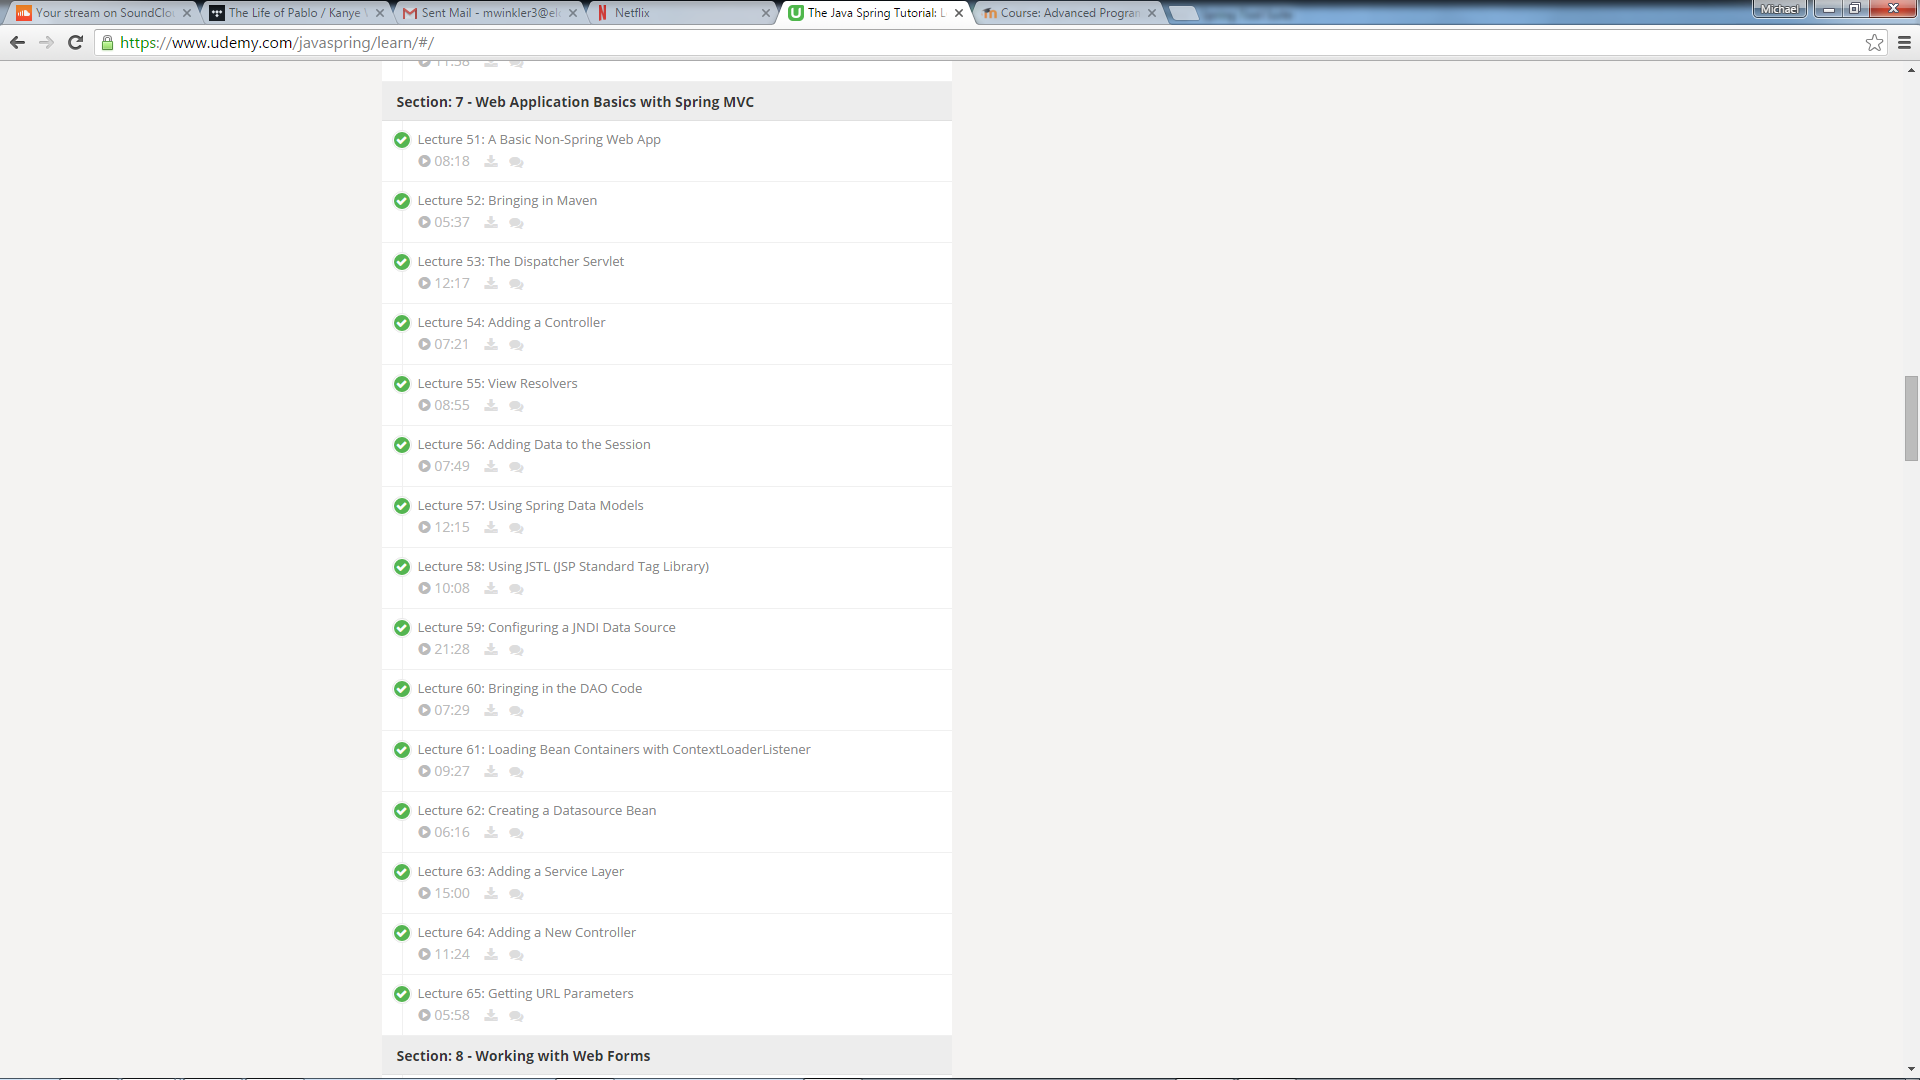 Your stream on SoundClo
The Life of Pablo / Kanye
Sent Mail - mwinkler3@el
Netflix
The Java Spring Tutorial: L
Course: Advanced Progra
Michael
https://www.udemy.com/javaspring/learn/#/
11:58
Section: 7 - Web Application Basics with Spring MVC
Lecture 51: A Basic Non-Spring Web App
08:18
Lecture 52: Bringing in Maven
05:37
Lecture 53: The Dispatcher Servlet
12:17
Lecture 54: Adding a Controller
07:21
Lecture 55: View Resolvers
08:55
Lecture 56: Adding Data to the Session
07:49
Lecture 57: Using Spring Data Models
12:15
Lecture 58: Using JSTL (JSP Standard Tag Library)
10:08
Lecture 59: Configuring a JNDI Data Source
21:28
Lecture 60: Bringing in the DAO Code
07:29
Lecture 61: Loading Bean Containers with ContextLoaderListener
09:27
Lecture 62: Creating a Datasource Bean
06:16
Lecture 63: Adding a Service Layer
15:00
Lecture 64: Adding a New Controller
11:24
Lecture 65: Getting URL Parameters
05:58
Section: 8 - Working with Web Forms